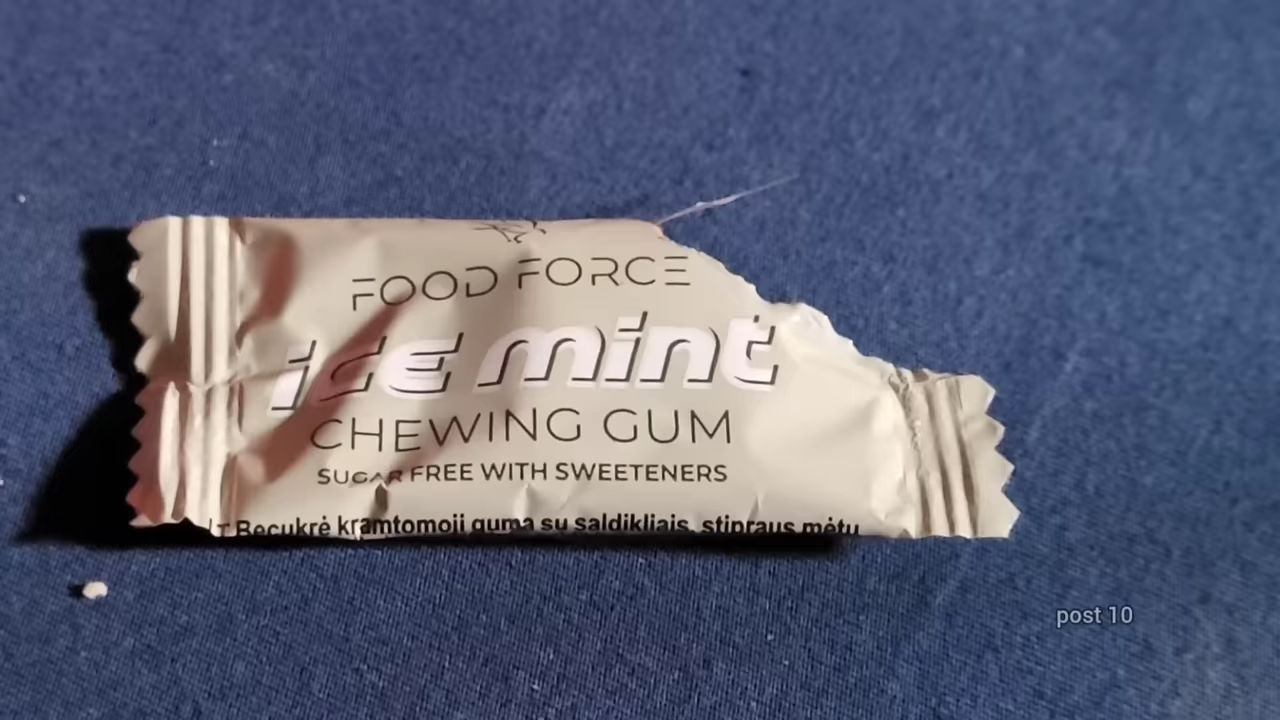 FOOD FORCE
ice mint
CHEWING GUM
SUGAR FREE WITH SWEETENERS
LT Becukrė kramtomoji guma su saldikliais, stipraus mėtų
post 10